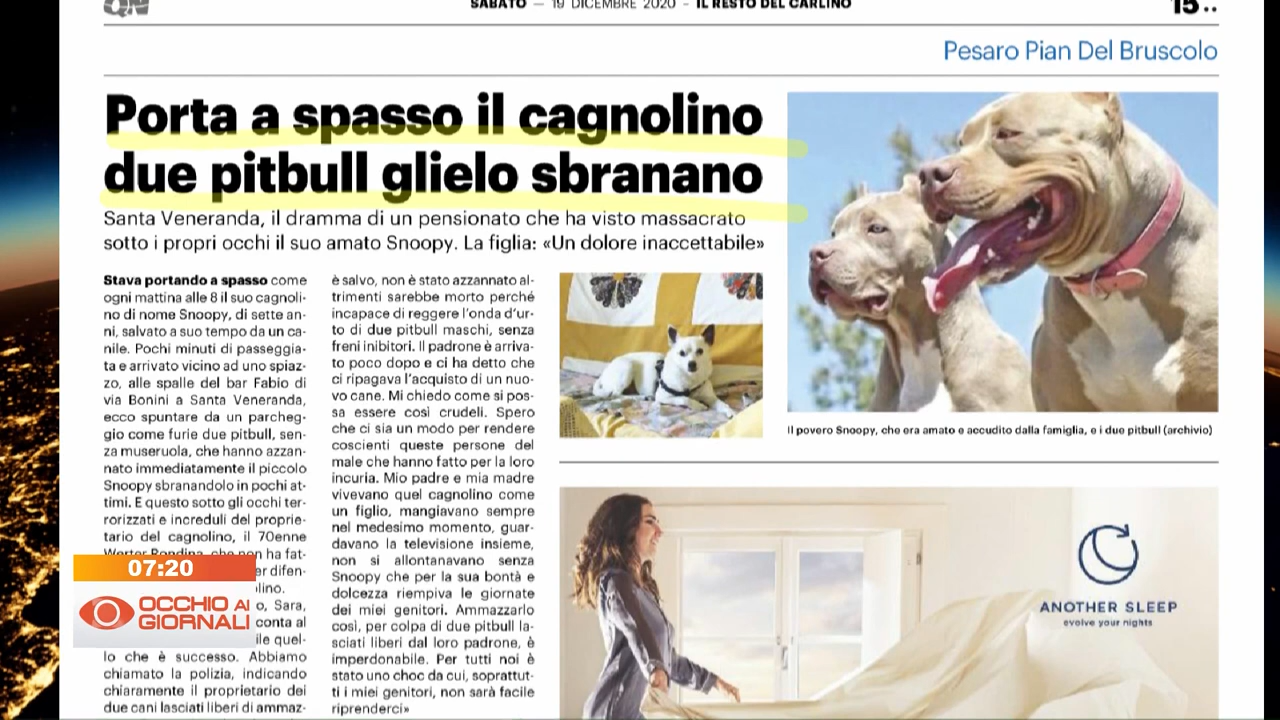 QN
SABATO — 19 DICEMBRE 2020 – IL RESTO DEL CARLINO
15..
Pesaro Pian Del Bruscolo
Porta a spasso il cagnolino
due pitbull glielo sbranano
Santa Veneranda, il dramma di un pensionato che ha visto massacrato
sotto i propri occhi il suo amato Snoopy. La figlia: «Un dolore inaccettabile»
Stava portando a spasso come
ogni mattina alle 8 il suo cagnoli-
no di nome Snoopy, di sette an-
ni, salvato a suo tempo da un ca-
nile. Pochi minuti di passeggia-
ta e arrivato vicino ad uno spiaz-
zo, alle spalle del bar Fabio di
via Bonini a Santa Veneranda,
ecco spuntare da un parcheg-
gio come furie due pitbull, sen-
za museruola, che hanno azzan-
nato immediatamente il piccolo
Snoopy sbranandolo in pochi at-
timi. E questo sotto gli occhi ter-
rorizzati e increduli del proprie-
tario del cagnolino, il 70enne
Werter Rondina, che non ha fat-
er difen-
lino.
o, Sara,
conta al
ile quel-
lo che è successo. Abbiamo
chiamato la polizia, indicando
chiaramente il proprietario dei
due cani lasciati liberi di ammaz-
è salvo, non è stato azzannato al-
trimenti sarebbe morto perché
incapace di reggere l'onda d'ur-
to di due pitbull maschi, senza
freni inibitori. Il padrone è arriva-
to poco dopo e ci ha detto che
ci ripagava l'acquisto di un nuo-
vo cane. Mi chiedo come si pos-
sa essere così crudeli. Spero
che ci sia un modo per rendere
coscienti queste persone del
male che hanno fatto per la loro
incuria. Mio padre e mia madre
vivevano quel cagnolino come
un figlio, mangiavano sempre
nel medesimo momento, guar-
davano la televisione insieme,
non si allontanavano senza
Snoopy che per la sua bontà e
dolcezza riempiva le giornate
dei miei genitori. Ammazzarlo
così, per colpa di due pitbull la-
sciati liberi dal loro padrone, è
imperdonabile. Per tutti noi è
stato uno choc da cui, soprattut-
ti i miei genitori, non sarà facile
riprenderci»
Il povero Snoopy, che era amato e accudito dalla famiglia, e i due pitbull (archivio)
ANOTHER SLEEP
evolve your nights
07:20
OCCHIO AI
GIORNALI